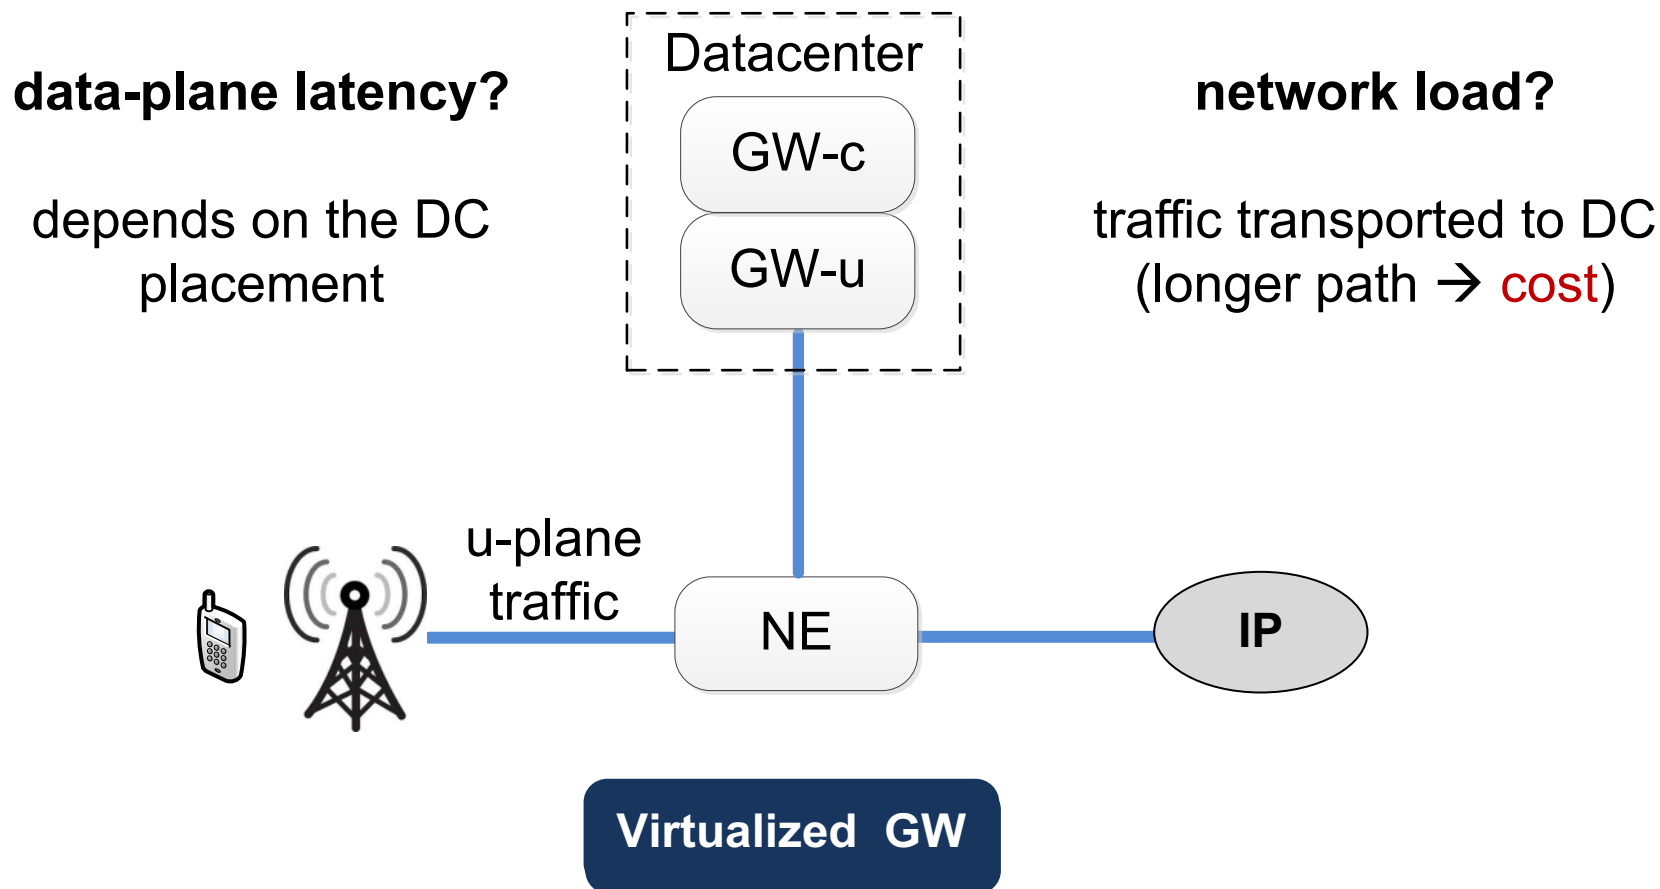 data-plane latency?
depends on the DC
placement
Datacenter
GW-c
GW-u
network load?
traffic transported to DC
(longer path → cost)
u-plane
traffic
NE
IP
Virtualized GW